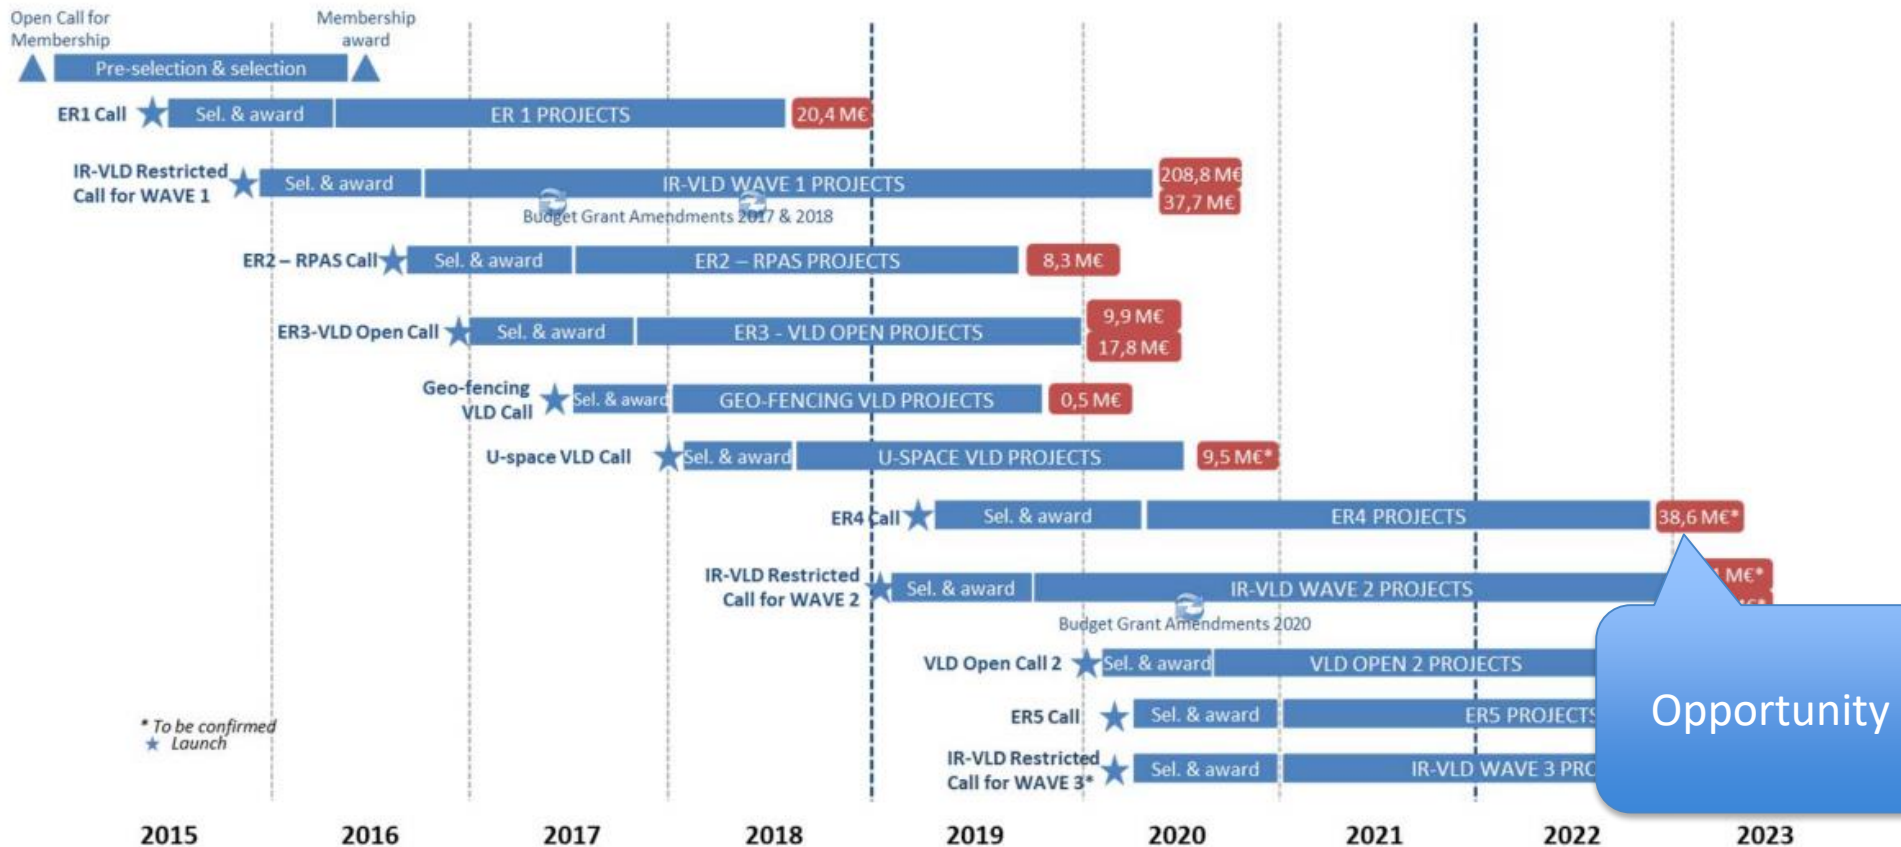 Open Call for
Membership
Membership
award
Pre-selection & selection
ER1 Call
Sel. & award
ER 1 PROJECTS
20,4 M€
IR-VLD Restricted
Call for WAVE 1
Sel. & award
IR-VLD WAVE 1 PROJECTS
208,8 M€
37,7 M€
Budget Grant Amendments 2017 & 2018
ER2 – RPAS Call
Sel. & award
ER2 – RPAS PROJECTS
8,3 M€
ER3-VLD Open Call
Sel. & award
ER3 - VLD OPEN PROJECTS
9,9 M€
17,8 M€
Geo-fencing
VLD Call
Sel. & award
GEO-FENCING VLD PROJECTS
0,5 M€
U-space VLD Call
Sel. & award
U-SPACE VLD PROJECTS
9,5 M€*
ER4 Call
Sel. & award
ER4 PROJECTS
38,6 M€*
IR-VLD Restricted
Call for WAVE 2
Sel. & award
IR-VLD WAVE 2 PROJECTS
M€*
Budget Grant Amendments 2020
VLD Open Call 2
Sel. & award
VLD OPEN 2 PROJECTS
ER5 Call
Sel. & award
ER5 PROJECTS
Opportunity
IR-VLD Restricted
Call for WAVE 3*
Sel. & award
IR-VLD WAVE 3
* To be confirmed
Launch
2015
2016
2017
2018
2019
2020
2021
2022
2023